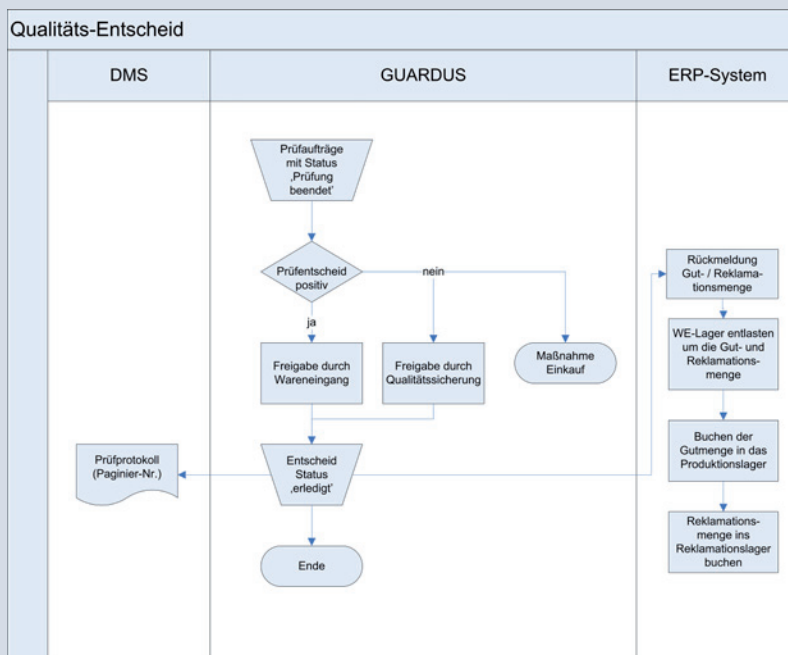 Qualitäts-Entscheid
DMS
GUARDUS
ERP-System
Prüfaufträge
mit Status
‚Prüfung
beendet’
Prüfentscheid
positiv
nein
ja
Freigabe durch
Wareneingang
Freigabe durch
Qualitätssicherung
Maßnahme
Einkauf
Prüfprotokoll
(Paginier-Nr.)
Entscheid
Status
‚erledigt’
Ende
Rückmeldung
Gut- / Reklama-
tionsmenge
WE-Lager entlasten
um die Gut- und
Reklamations-
menge
Buchen der
Gutmenge in das
Produktionslager
Reklamations-
menge ins
Reklamationslager
buchen